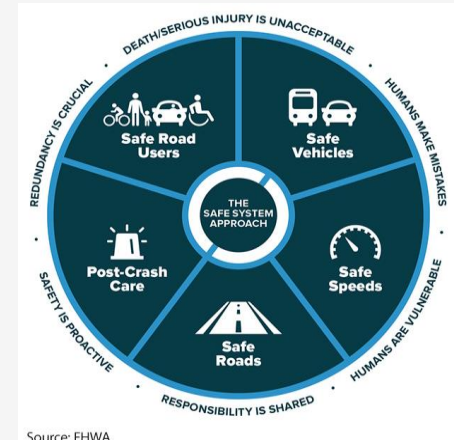 DEATH/SERIOUS INJURY IS UNACCEPTABLE
HUMANS MAKE MISTAKES
HUMANS ARE VULNERABLE
RESPONSIBILITY IS SHARED
SAFETY IS PROACTIVE
REDUNDANCY IS CRUCIAL
Safe Road
Users
Safe
Vehicles
THE
SAFE SYSTEM
APPROACH
Post-Crash
Care
Safe
Speeds
Safe
Roads
Source: FHWA